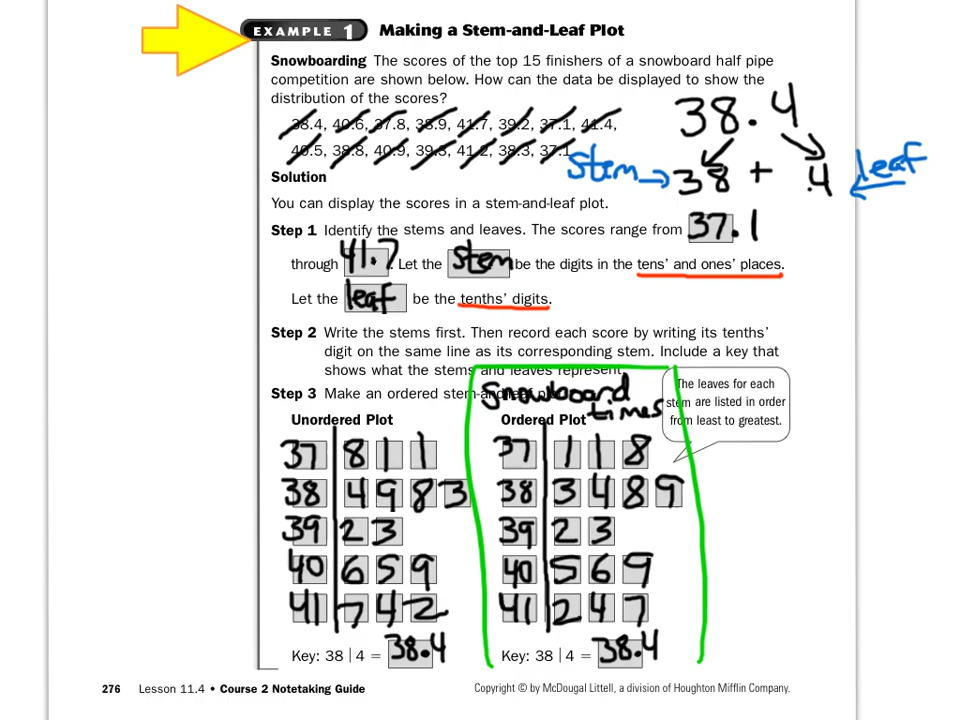 EXAMPLE 1 Making a Stem-and-Leaf Plot
Snowboarding The scores of the top 15 finishers of a snowboard half pipe
competition are shown below. How can the data be displayed to show the
distribution of the scores?
38.4, 40.6, 37.8, 38.9, 41.7, 39.2, 37.1, 41.4,
40.5, 38.8, 40.9, 39.3, 41.2, 38.3, 37.1
38.4
stem → 38 + .4 leaf
Solution
You can display the scores in a stem-and-leaf plot.
Step 1 Identify the stems and leaves. The scores range from 37.1
through 41.7. Let the stem be the digits in the tens' and ones' places.
Let the leaf be the tenths' digits.
Step 2 Write the stems first. Then record each score by writing its tenths'
digit on the same line as its corresponding stem. Include a key that
shows what the stems and leaves represent.
Step 3 Make an ordered stem-and-leaf plot.
Snowboard
times
The leaves for each
stem are listed in order
from least to greatest.
Unordered Plot
37 | 8 1 1
38 | 4 9 8 3
39 | 2 3
40 | 6 5 9
41 | 7 4 2
Key: 38 | 4 = 38.4
Ordered Plot
37 | 1 1 8
38 | 3 4 8 9
39 | 2 3
40 | 5 6 9
41 | 2 4 7
Key: 38 | 4 = 38.4
276 Lesson 11.4 • Course 2 Notetaking Guide
Copyright © by McDougal Littell, a division of Houghton Mifflin Company.